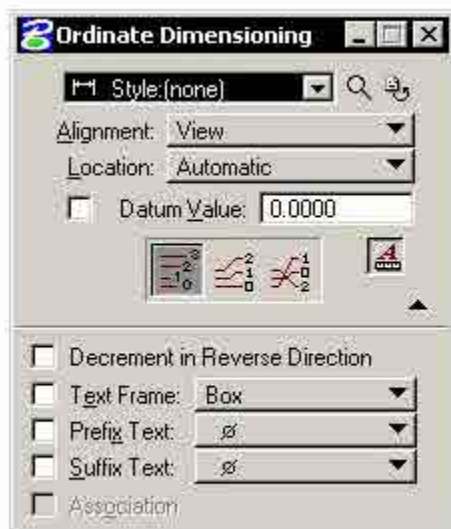 Ordinate Dimensioning
Style:(none)
Alignment: View
Location: Automatic
Datum Value: 0.0000
Decrement in Reverse Direction
Text Frame: Box
Prefix Text: ø
Suffix Text: ø
Association